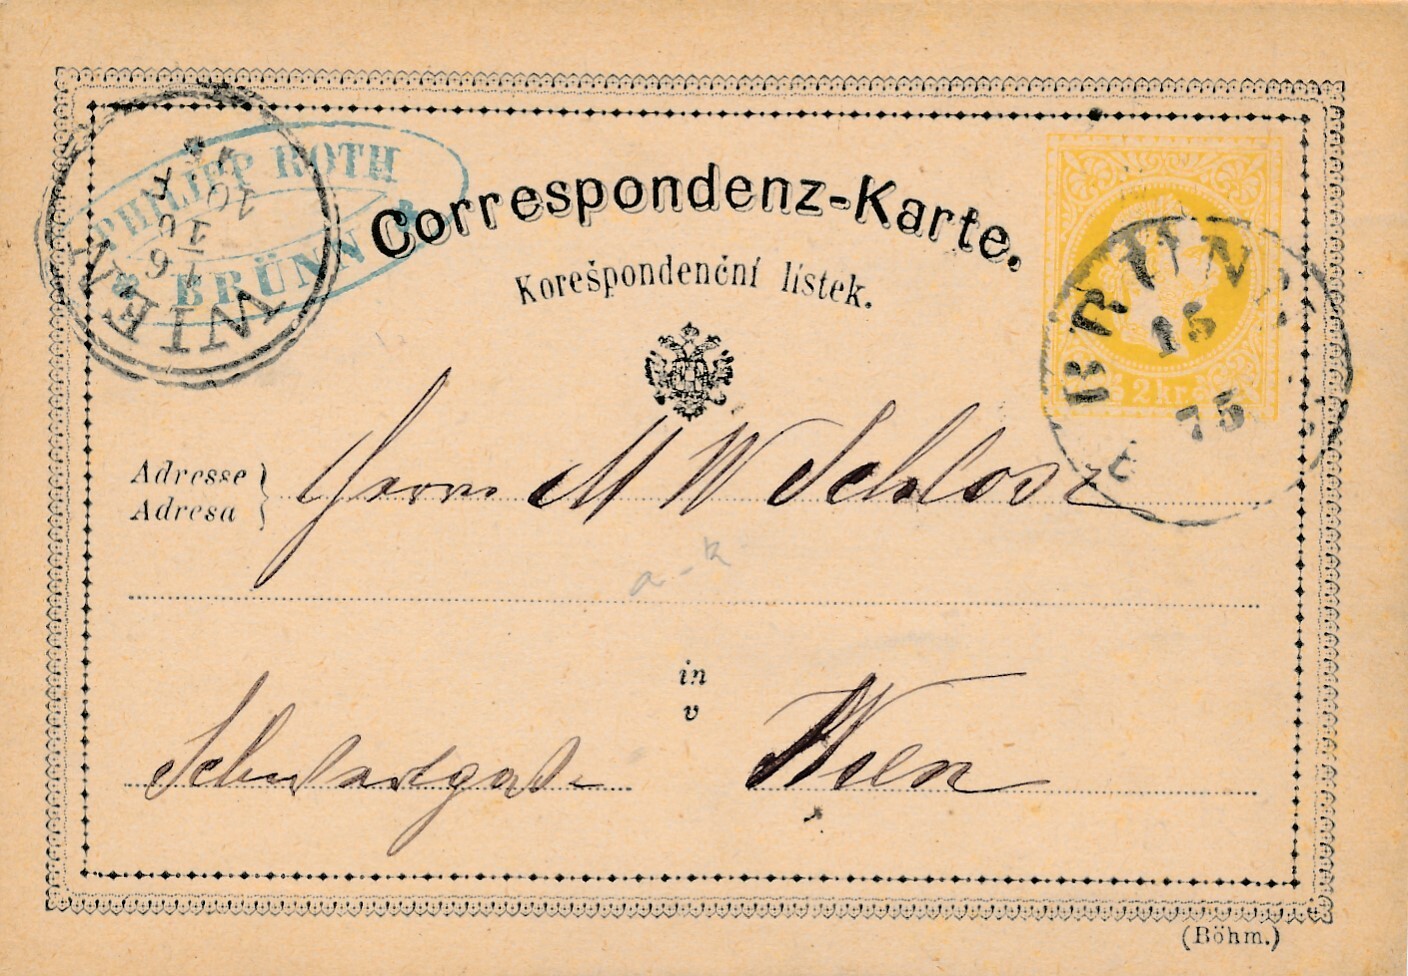 PHILIPP ROTH
BRÜNN
WIEN
16
10
Correspondenz-Karte.
Korešpondenční lístek.
2 kr.
BRÜNN
15
75
Adresse
Adresa
Herrn M W Schlosz
a-k
in
v
Wien
(Böhm.)